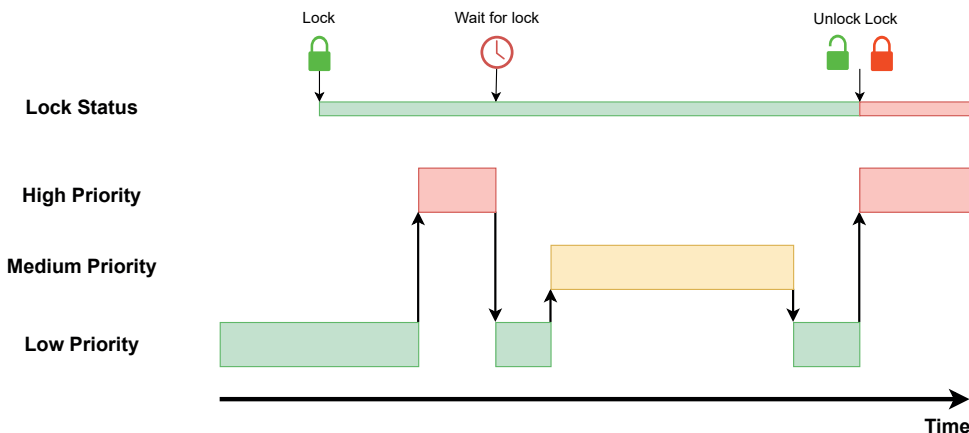 Lock
Wait for lock
Unlock Lock
Lock Status
High Priority
Medium Priority
Low Priority
Time